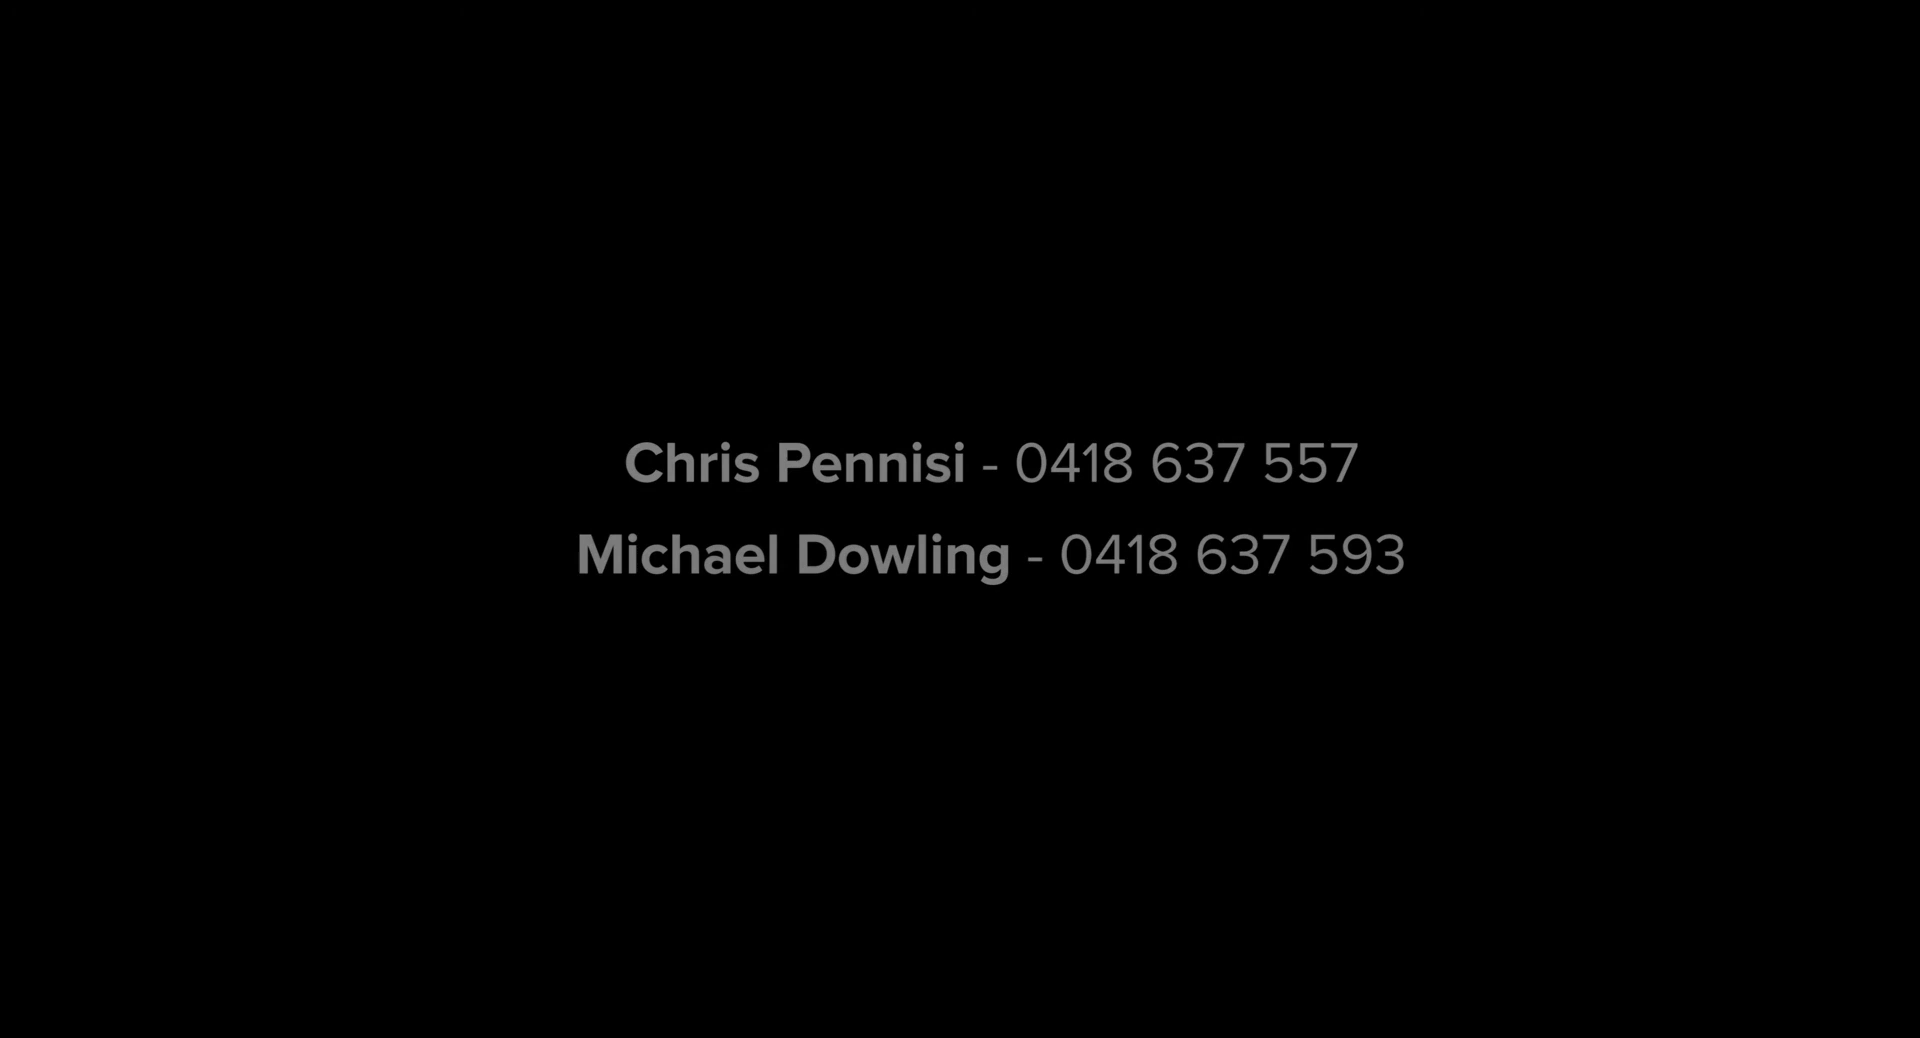 Chris Pennisi - 0418 637 557
Michael Dowling - 0418 637 593